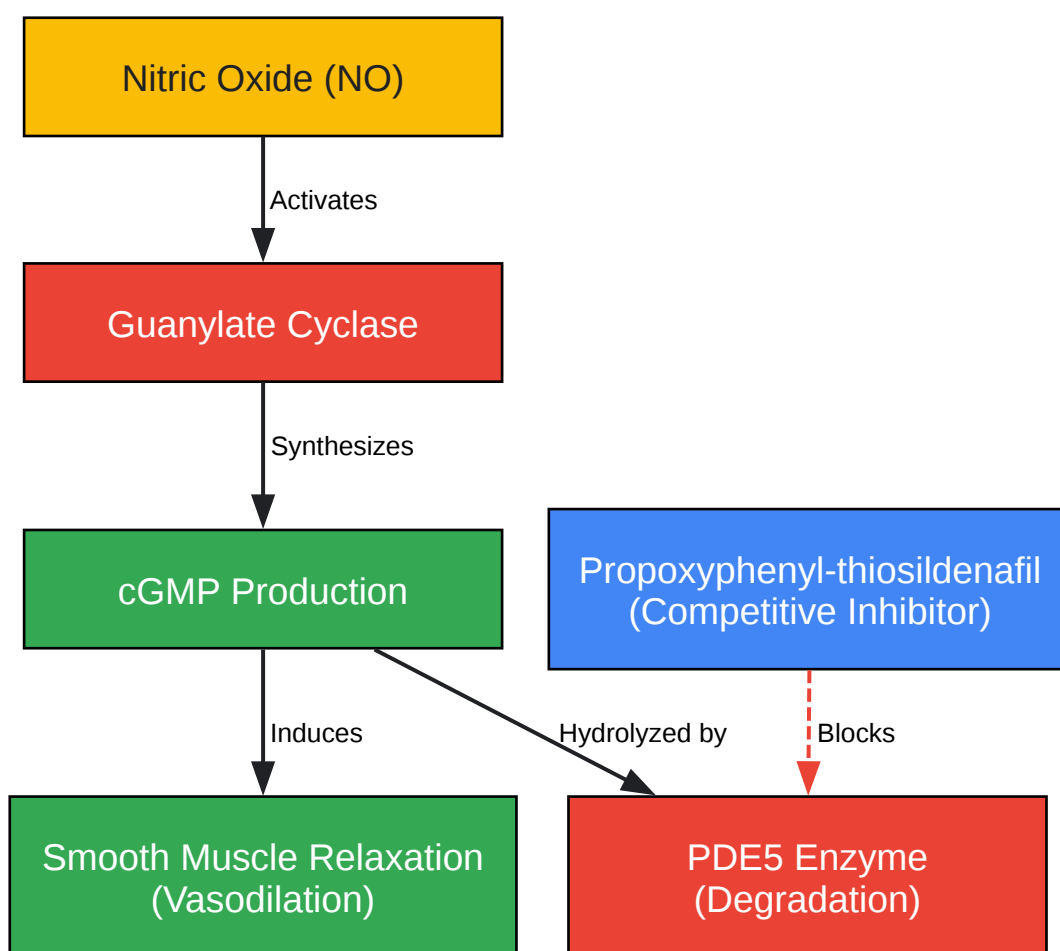 Nitric Oxide (NO)
Activates
Guanylate Cyclase
Synthesizes
cGMP Production
Propoxyphenyl-thiosildenafil
(Competitive Inhibitor)
Induces
Hydrolyzed by
Blocks
Smooth Muscle Relaxation
(Vasodilation)
PDE5 Enzyme
(Degradation)